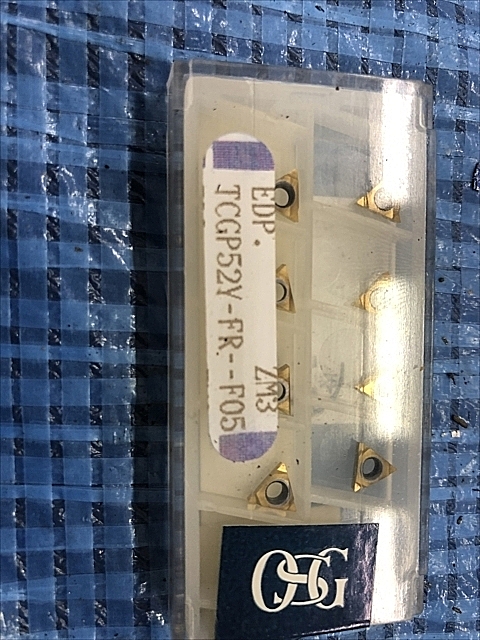 EDP. ZM3
TCGP52Y-FR--F05
OSG